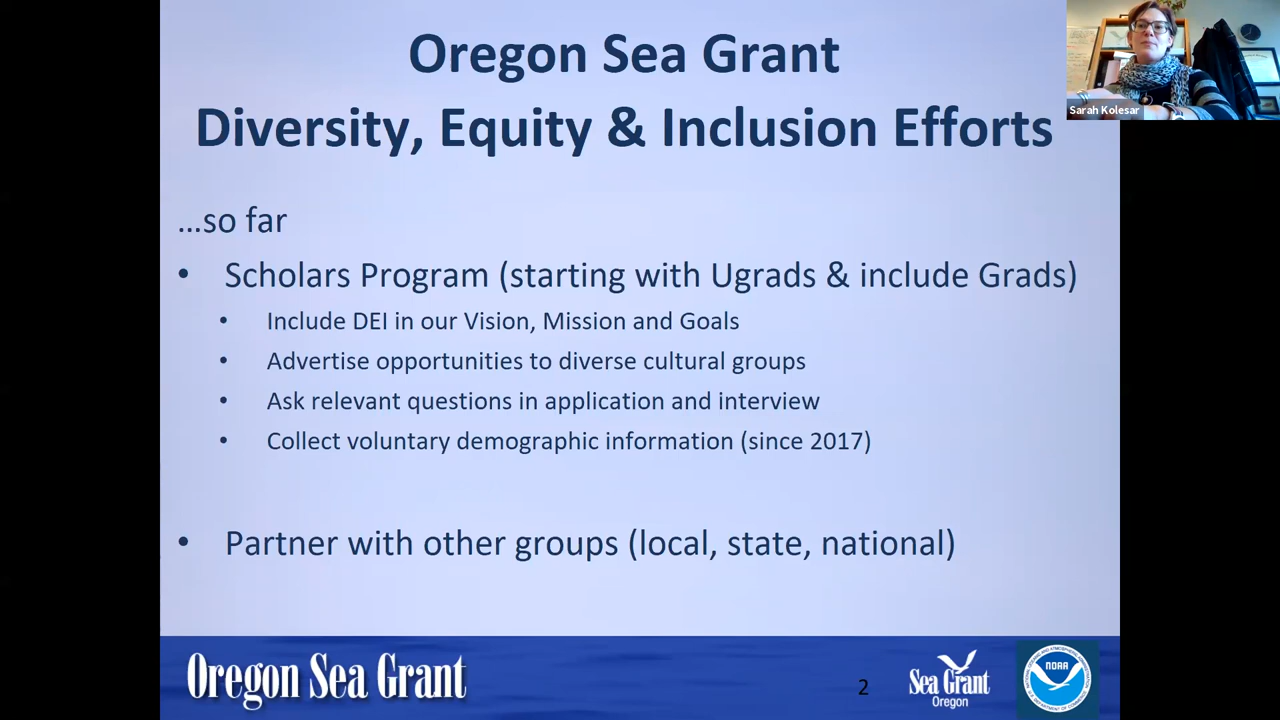 Oregon Sea Grant
Diversity, Equity & Inclusion Efforts
Sarah Kolesar
...so far
• Scholars Program (starting with Ugrads & include Grads)
• Include DEI in our Vision, Mission and Goals
• Advertise opportunities to diverse cultural groups
• Ask relevant questions in application and interview
• Collect voluntary demographic information (since 2017)
• Partner with other groups (local, state, national)
Oregon Sea Grant
2
Sea Grant
Oregon
NOAA